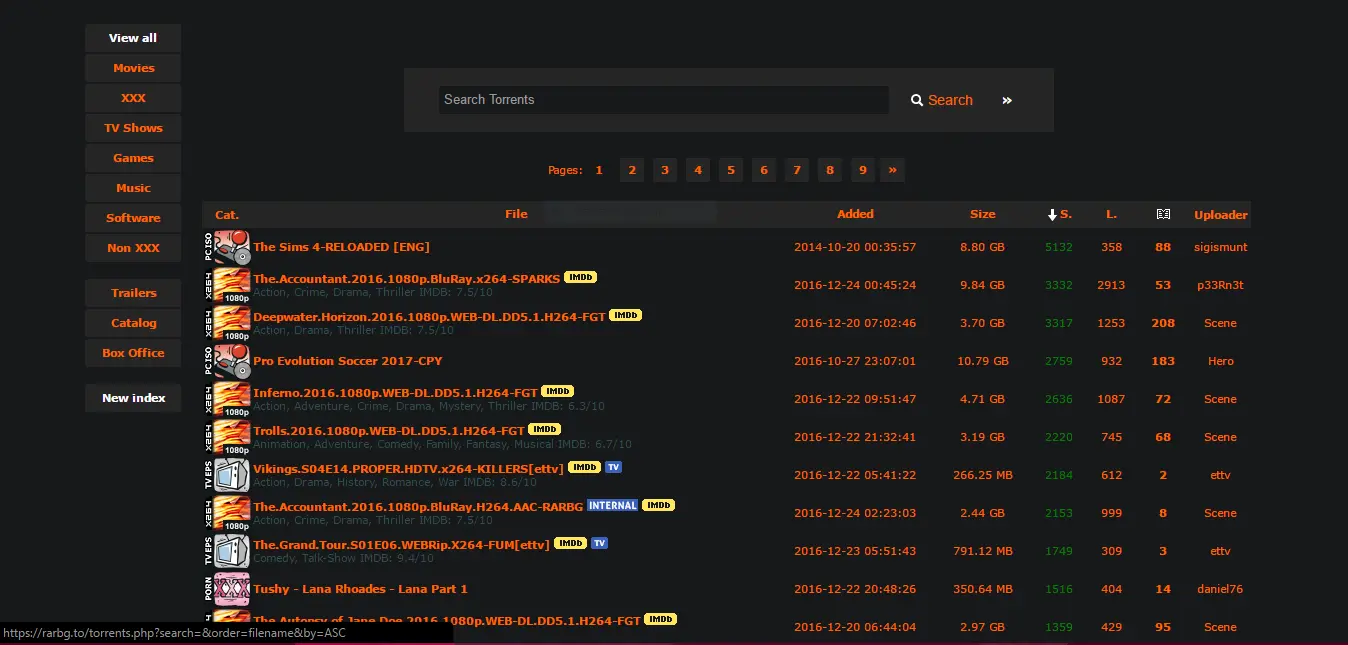 View all
Movies
XXX
TV Shows
Games
Music
Software
Non XXX
Trailers
Catalog
Box Office
New index
Search Torrents Search »
Pages: 1 2 3 4 5 6 7 8 9 »
Cat. File Added Size S. L. Uploader
PC ISO The Sims 4-RELOADED [ENG] 2014-10-20 00:35:57 8.80 GB 5132 358 88 sigismunt
X264 1080p The.Accountant.2016.1080p.BluRay.x264-SPARKS IMDb 2016-12-24 00:45:24 9.84 GB 3332 2913 53 p33Rn3t
Action, Crime, Drama, Thriller IMDB: 7.5/10
X264 1080p Deepwater.Horizon.2016.1080p.WEB-DL.DD5.1.H264-FGT IMDb 2016-12-20 07:02:46 3.70 GB 3317 1253 208 Scene
Action, Drama, Thriller IMDB: 7.5/10
PC ISO Pro Evolution Soccer 2017-CPY 2016-10-27 23:07:01 10.79 GB 2759 932 183 Hero
X264 1080p Inferno.2016.1080p.WEB-DL.DD5.1.H264-FGT IMDb 2016-12-22 09:51:47 4.71 GB 2636 1087 72 Scene
Action, Adventure, Crime, Drama, Mystery, Thriller IMDB: 6.3/10
X264 1080p Trolls.2016.1080p.WEB-DL.DD5.1.H264-FGT IMDb 2016-12-22 21:32:41 3.19 GB 2220 745 68 Scene
Animation, Adventure, Comedy, Family, Fantasy, Musical IMDB: 6.7/10
TV EPS Vikings.S04E14.PROPER.HDTV.x264-KILLERS[ettv] IMDb TV 2016-12-22 05:41:22 266.25 MB 2184 612 2 ettv
Action, Drama, History, Romance, War IMDB: 8.6/10
X264 1080p The.Accountant.2016.1080p.BluRay.H264.AAC-RARBG INTERNAL IMDb 2016-12-24 02:23:03 2.44 GB 2153 999 8 Scene
Action, Crime, Drama, Thriller IMDB: 7.5/10
TV EPS The.Grand.Tour.S01E06.WEBRip.X264-FUM[ettv] IMDb TV 2016-12-23 05:51:43 791.12 MB 1749 309 3 ettv
Comedy, Talk-Show IMDB: 9.4/10
PORN XXX Tushy - Lana Rhoades - Lana Part 1 2016-12-22 20:48:26 350.64 MB 1516 404 14 daniel76
The.Autopsy.of.Jane.Doe.2016.1080p.WEB-DL.DD5.1.H264-FGT IMDb 2016-12-20 06:44:04 2.97 GB 1359 429 95 Scene
https://rarbg.to/torrents.php?search=&order=filename&by=ASC